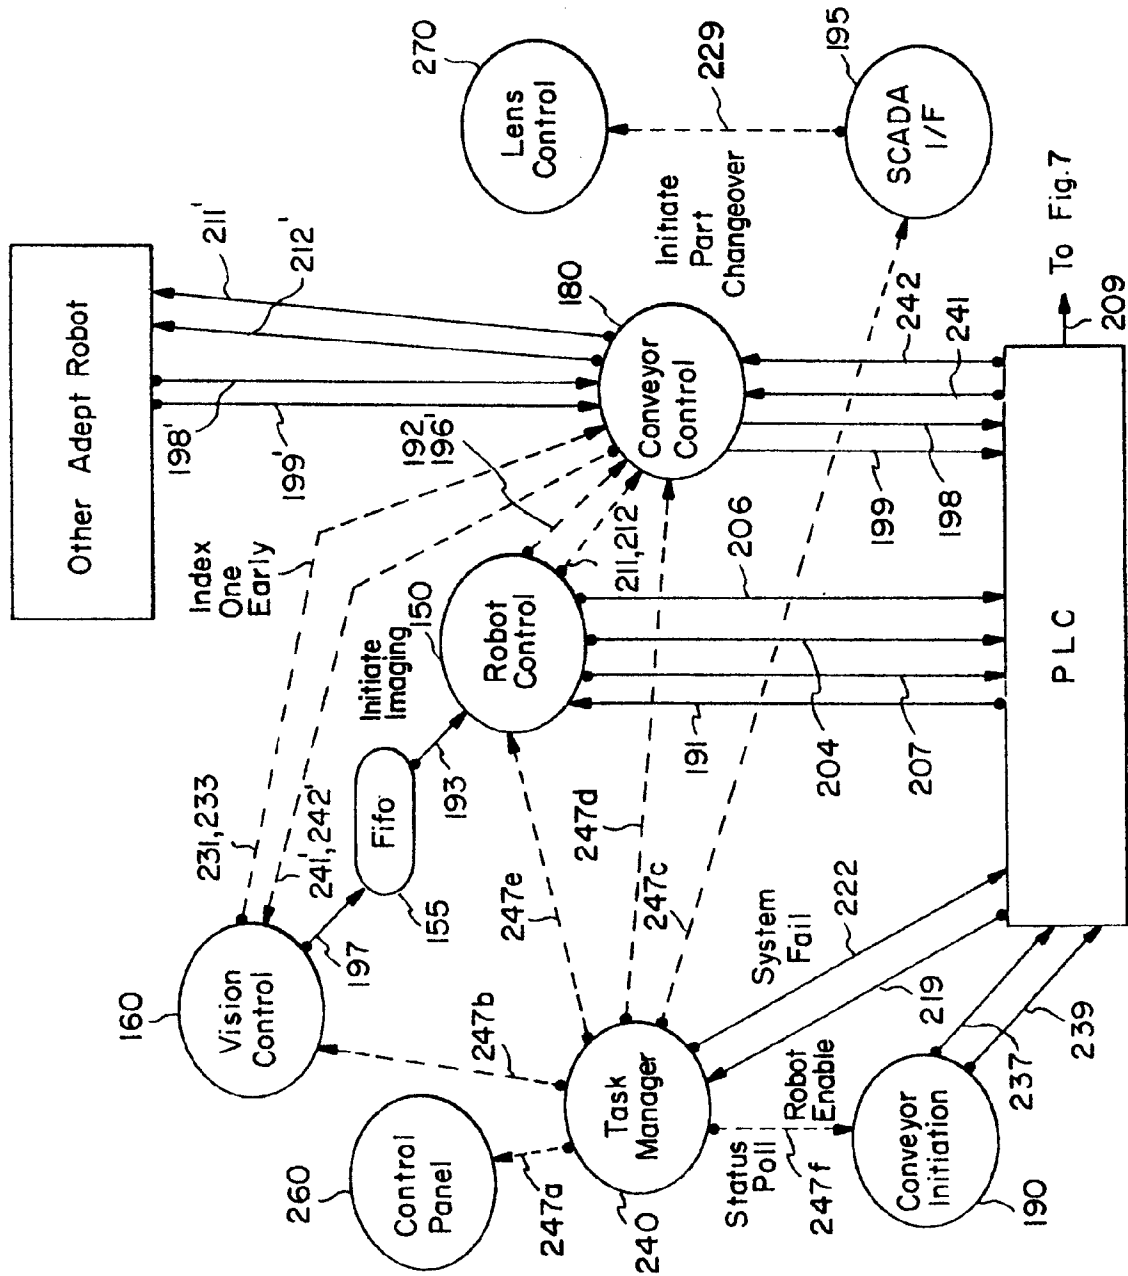 Other Adept Robot
211'
212'
198'
199'
270
Lens
Control
229
195
SCADA
I/F
Initiate
Part
Changeover
180
Conveyor
Control
192'
196'
Index
One
Early
231,233
241',242'
160
Vision
Control
197
Fifo
155
193
Initiate
Imaging
150
Robot
Control
211,212
206
204
207
191
199
198
242
241
209
To Fig.7
PLC
260
Control
Panel
247a
247b
247e
247d
247c
Task
Manager
240
System
Fail
222
219
Status
Poll
Robot
Enable
247f
Conveyor
Initiation
190
237
239